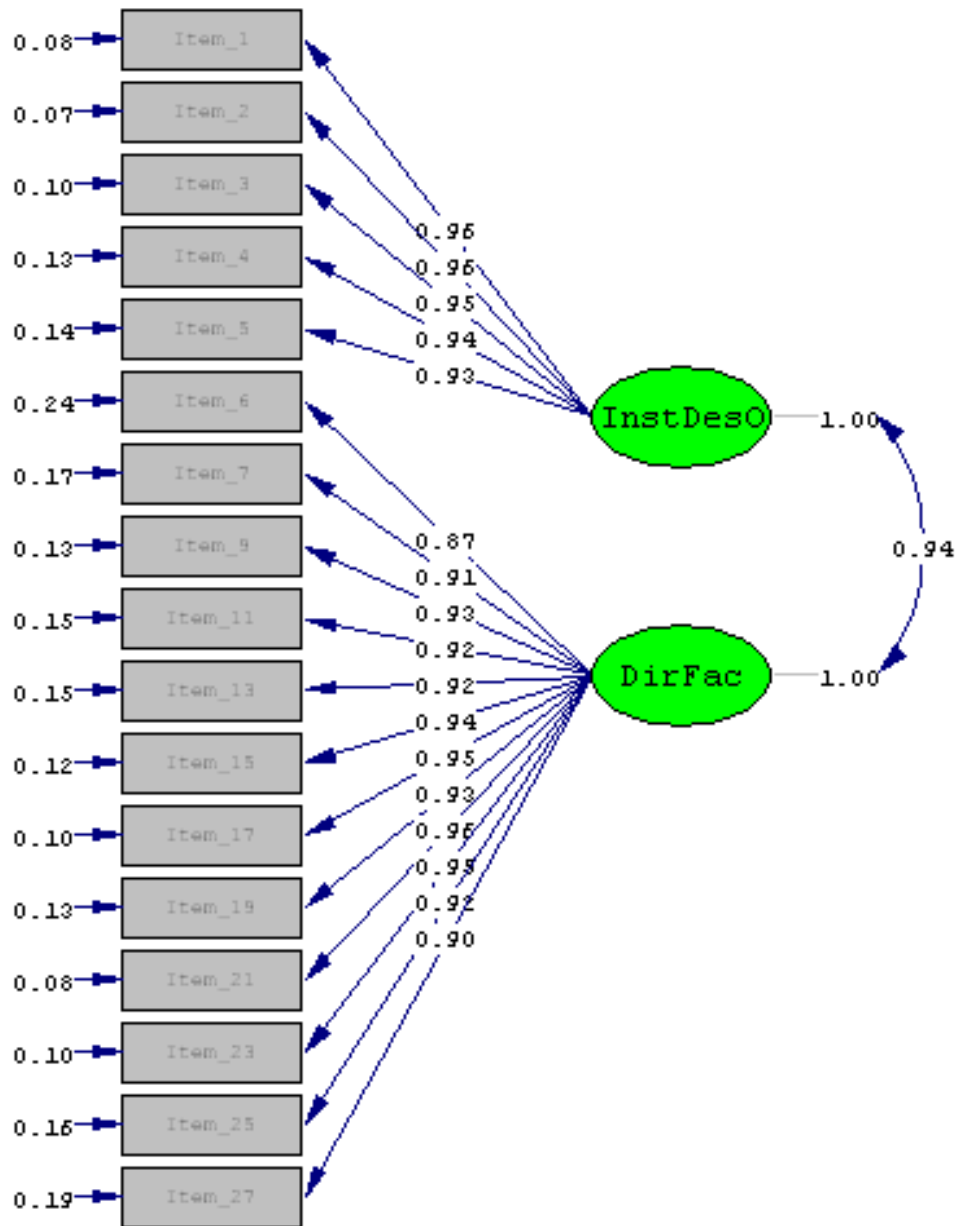 0.08 Item_1
0.07 Item_2
0.10 Item_3
0.13 Item_4
0.14 Item_5
0.24 Item_6
0.17 Item_7
0.13 Item_9
0.15 Item_11
0.15 Item_13
0.12 Item_15
0.10 Item_17
0.13 Item_19
0.08 Item_21
0.10 Item_23
0.16 Item_25
0.19 Item_27
0.96
0.96
0.95
0.94
0.93
0.87
0.91
0.93
0.92
0.92
0.94
0.95
0.93
0.96
0.95
0.92
0.90
InstDesO 1.00
0.94
DirFac 1.00